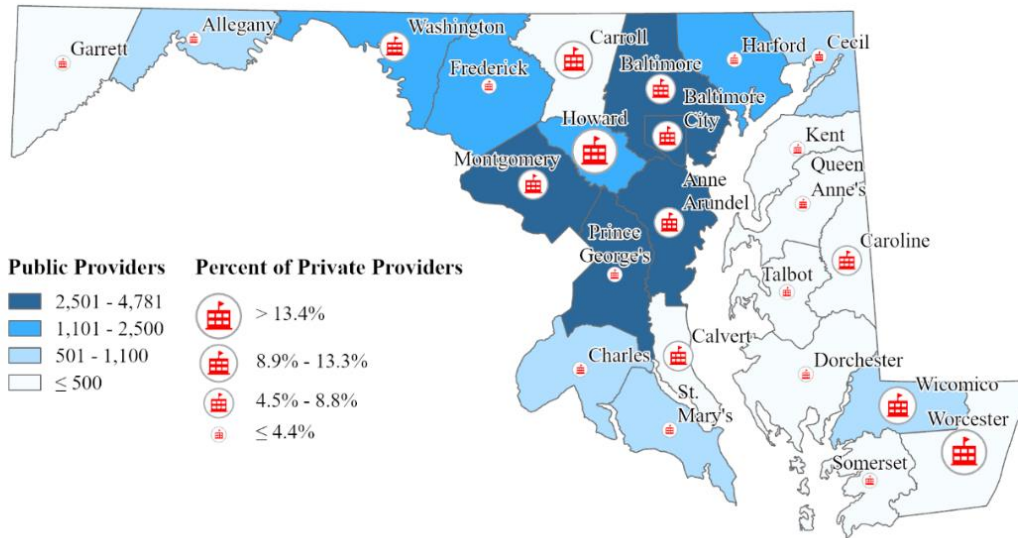 Garrett
Allegany
Washington
Frederick
Carroll
Baltimore
Harford
Cecil
Baltimore
City
Howard
Montgomery
Kent
Queen
Anne's
Anne
Arundel
Prince
George's
Caroline
Talbot
Calvert
Charles
St.
Mary's
Dorchester
Wicomico
Worcester
Somerset
Public Providers
2,501 - 4,781
1,101 - 2,500
501 - 1,100
≤ 500
Percent of Private Providers
> 13.4%
8.9% - 13.3%
4.5% - 8.8%
≤ 4.4%